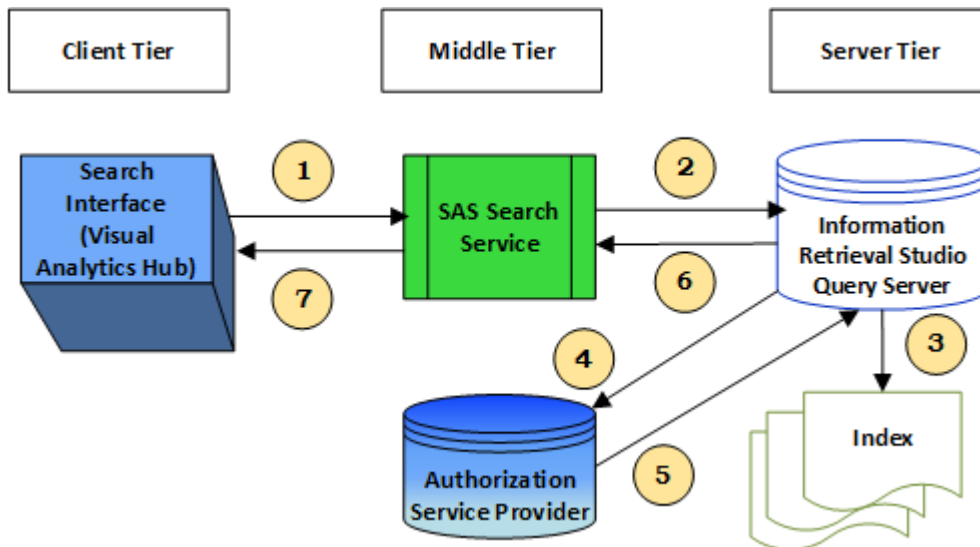 Client Tier
Middle Tier
Server Tier
Search
Interface
(Visual
Analytics Hub)
1
SAS Search
Service
2
Information
Retrieval Studio
Query Server
7
6
3
4
Authorization
Service Provider
5
Index